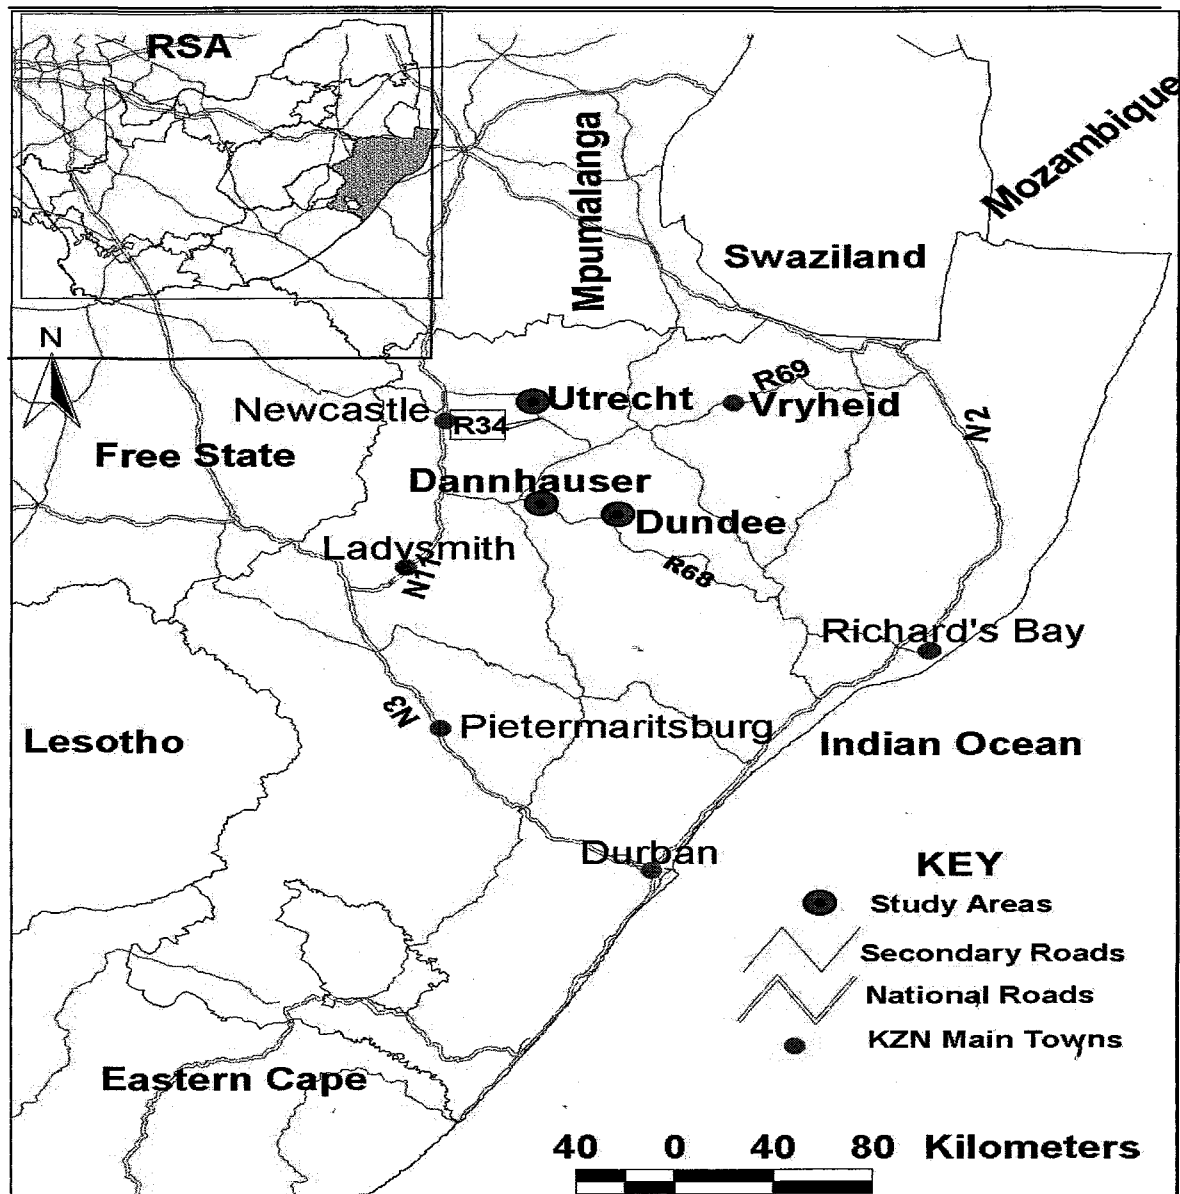 RSA
Mozambique
Mpumalanga
Swaziland
N
R69
Utrecht
Vryheid
Newcastle
R34
N2
Free State
Dannhauser
Dundee
Ladysmith
N11
R68
Richard's Bay
N3
Pietermaritsburg
Lesotho
Indian Ocean
Durban
KEY
Study Areas
Secondary Roads
National Roads
KZN Main Towns
Eastern Cape
40 0 40 80 Kilometers